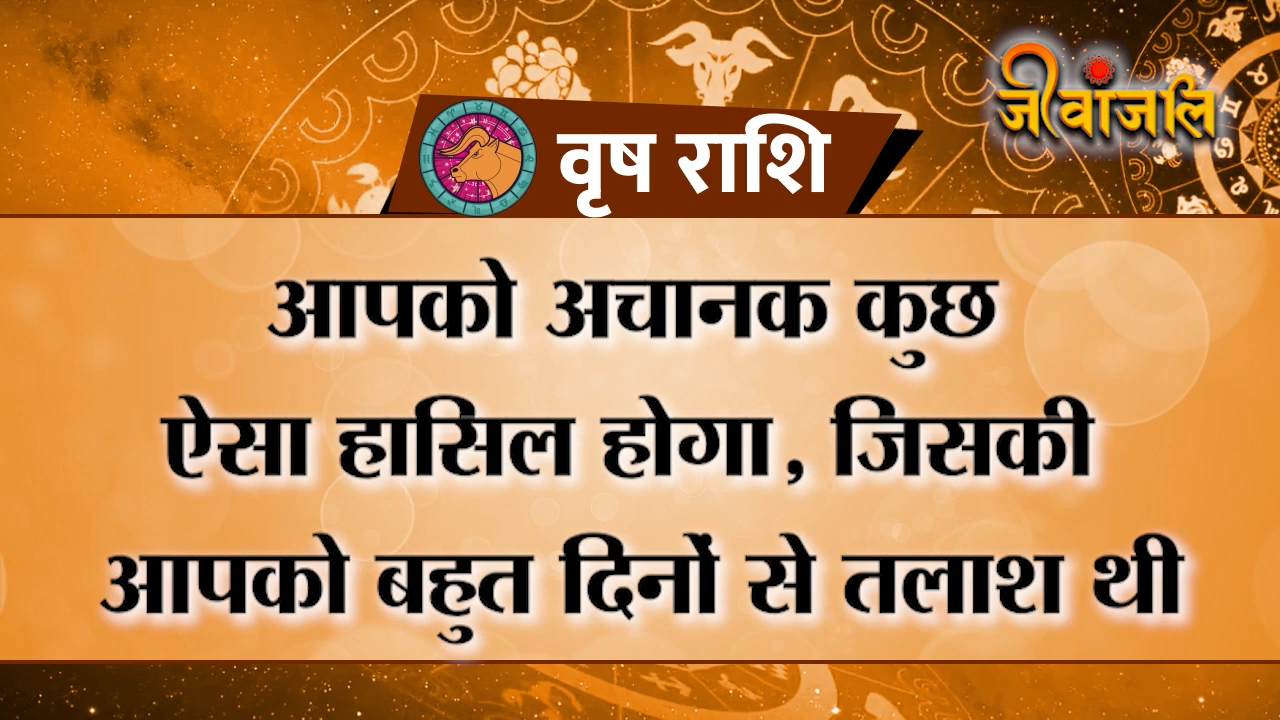 जीवांजलि
वृष राशि
आपको अचानक कुछ
ऐसा हासिल होगा, जिसकी
आपको बहुत दिनों से तलाश थी